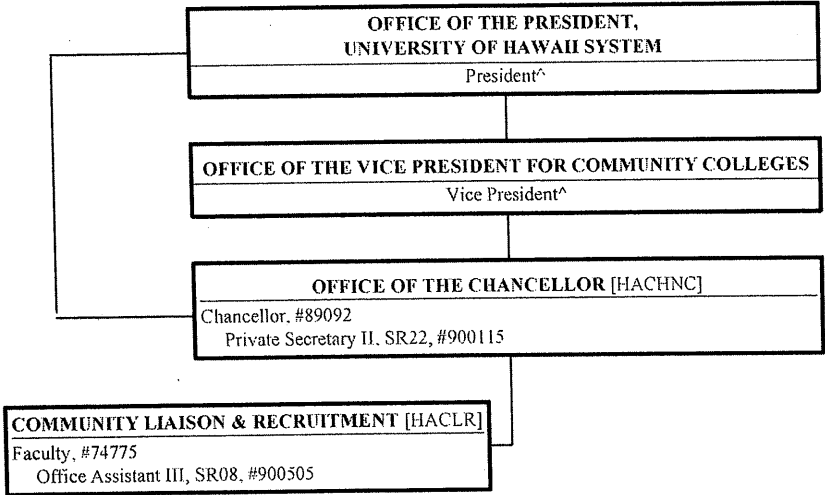 OFFICE OF THE PRESIDENT,
UNIVERSITY OF HAWAII SYSTEM
President^
OFFICE OF THE VICE PRESIDENT FOR COMMUNITY COLLEGES
Vice President^
OFFICE OF THE CHANCELLOR [HACHNC]
Chancellor, #89092
Private Secretary II, SR22, #900115
COMMUNITY LIAISON & RECRUITMENT [HACLR]
Faculty, #74775
Office Assistant III, SR08, #900505